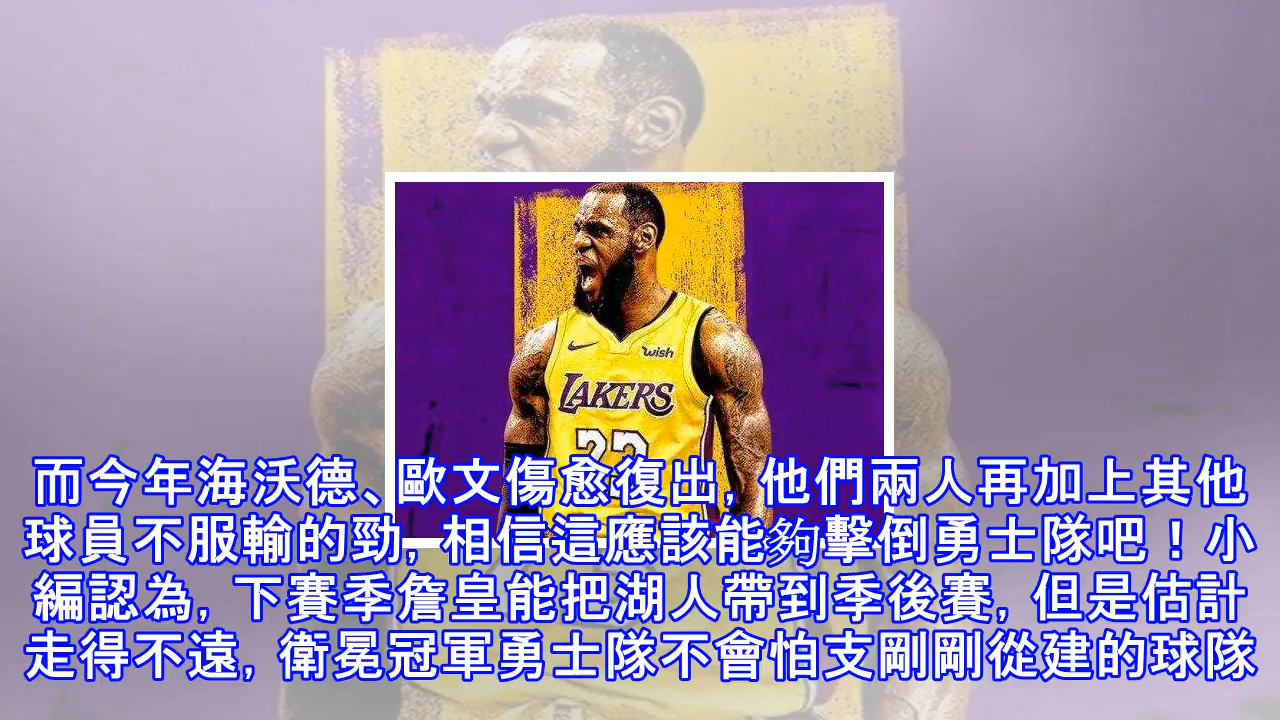 wish
LAKERS
23
而今年海沃德、歐文傷愈復出, 他們兩人再加上其他
球員不服輸的勁, 相信這應該能夠擊倒勇士隊吧！小
編認為, 下賽季詹皇能把湖人帶到季後賽, 但是估計
走得不遠, 衛冕冠軍勇士隊不會怕支剛剛從建的球隊